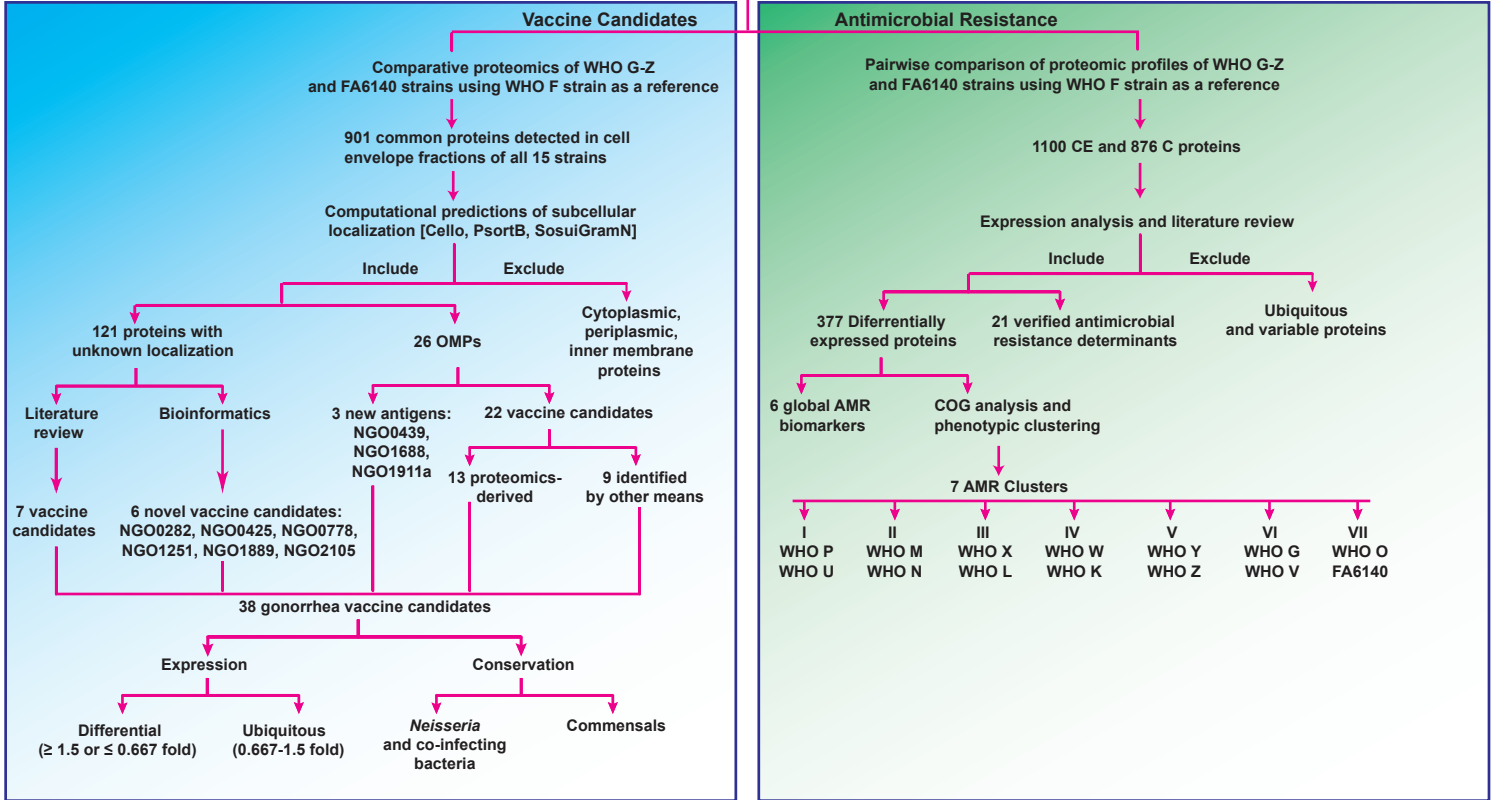 Vaccine Candidates
Comparative proteomics of WHO G-Z
and FA6140 strains using WHO F strain as a reference
901 common proteins detected in cell
envelope fractions of all 15 strains
Computational predictions of subcellular
localization [Cello, PsortB, SosuiGramN]
Include
Exclude
121 proteins with
unknown localization
26 OMPs
Cytoplasmic,
periplasmic,
inner membrane
proteins
Literature
review
Bioinformatics
3 new antigens:
NGO0439,
NGO1688,
NGO1911a
22 vaccine candidates
13 proteomics-
derived
9 identified
by other means
7 vaccine
candidates
6 novel vaccine candidates:
NGO0282, NGO0425, NGO0778,
NGO1251, NGO1889, NGO2105
38 gonorrhea vaccine candidates
Expression
Conservation
Differential
(≥ 1.5 or ≤ 0.667 fold)
Ubiquitous
(0.667-1.5 fold)
Neisseria
and co-infecting
bacteria
Commensals
Antimicrobial Resistance
Pairwise comparison of proteomic profiles of WHO G-Z
and FA6140 strains using WHO F strain as a reference
1100 CE and 876 C proteins
Expression analysis and literature review
Include
Exclude
377 Diferrentially
expressed proteins
21 verified antimicrobial
resistance determinants
Ubiquitous
and variable proteins
6 global AMR
biomarkers
COG analysis and
phenotypic clustering
7 AMR Clusters
I
WHO P
WHO U
II
WHO M
WHO N
III
WHO X
WHO L
IV
WHO W
WHO K
V
WHO Y
WHO Z
VI
WHO G
WHO V
VII
WHO O
FA6140